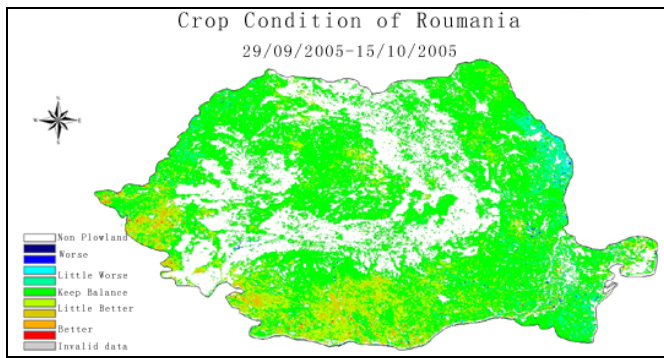 Crop Condition of Roumania
29/09/2005-15/10/2005
N
W E
S
Non Plowland
Worse
Little Worse
Keep Balance
Little Better
Better
Invalid data